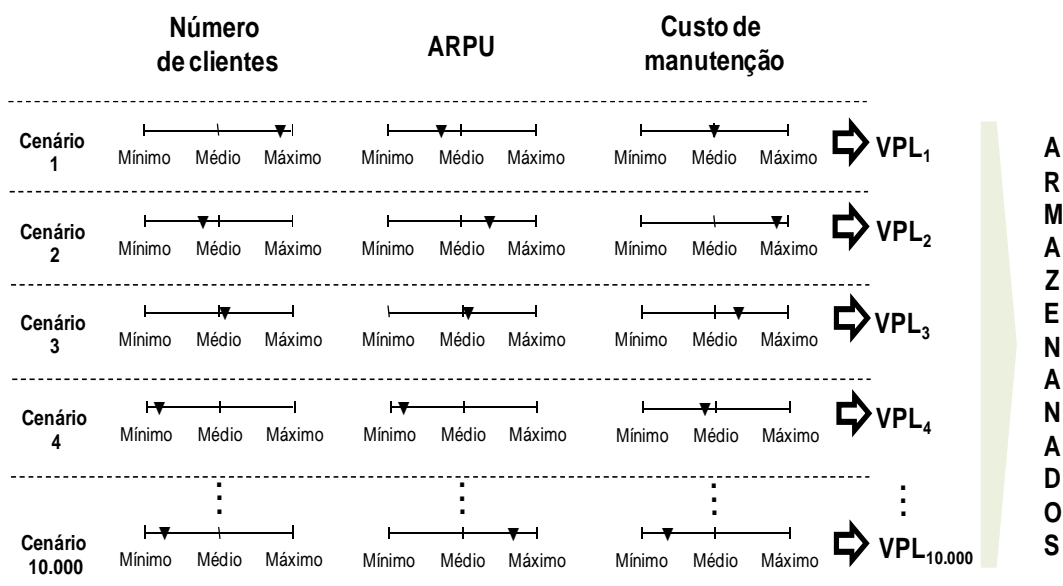 Número
de clientes
ARPU
Custo de
manutenção
Cenário
1
Mínimo Médio Máximo
Mínimo Médio Máximo
Mínimo Médio Máximo
VPL1
Cenário
2
Mínimo Médio Máximo
Mínimo Médio Máximo
Mínimo Médio Máximo
VPL2
Cenário
3
Mínimo Médio Máximo
Mínimo Médio Máximo
Mínimo Médio Máximo
VPL3
Cenário
4
Mínimo Médio Máximo
Mínimo Médio Máximo
Mínimo Médio Máximo
VPL4
Cenário
10.000
Mínimo Médio Máximo
Mínimo Médio Máximo
Mínimo Médio Máximo
VPL10.000
A
R
M
A
Z
E
N
A
N
A
D
O
S